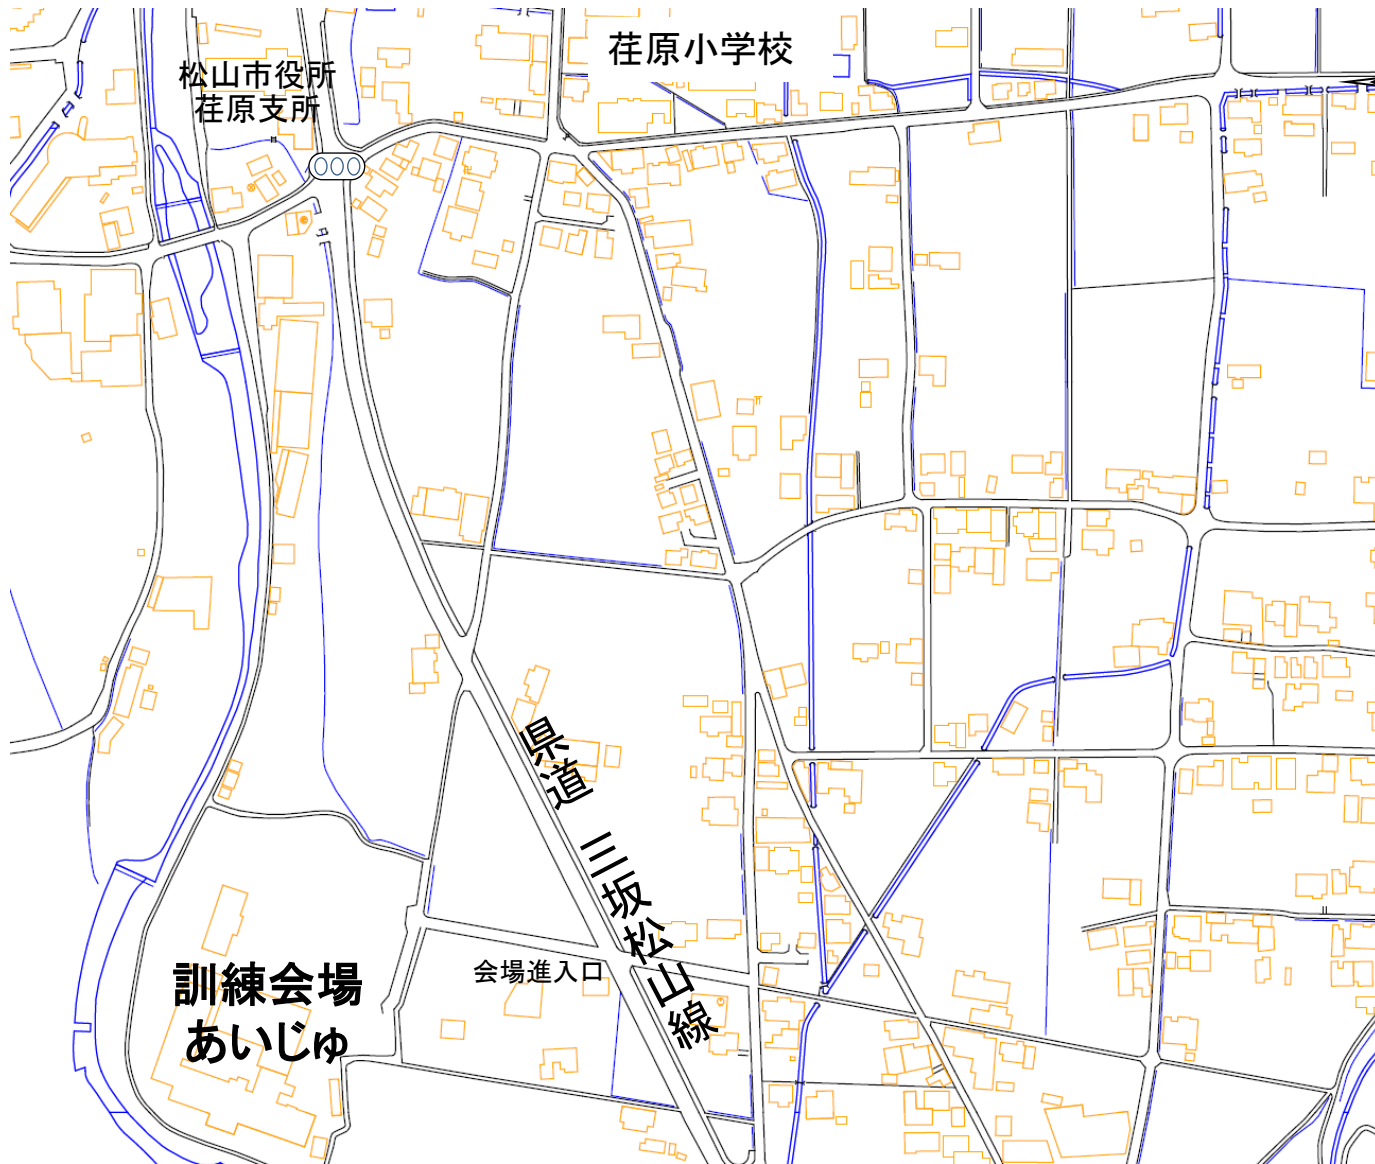 荏原小学校
松山市役所
荏原支所
県道 三坂松山線
会場進入口
訓練会場
あいじゅ